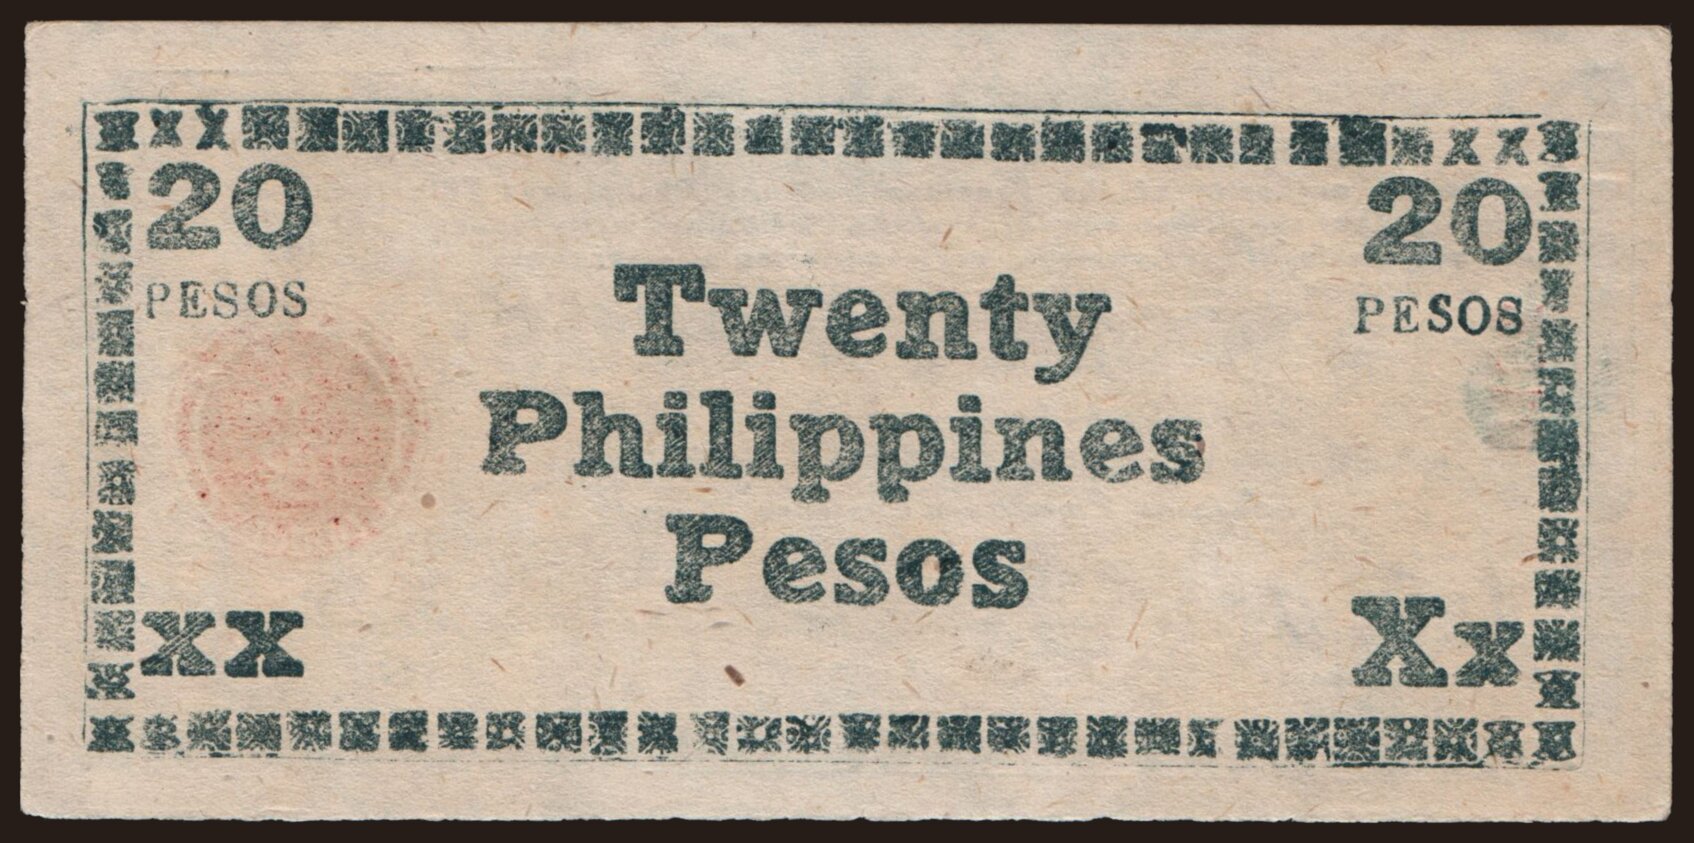 20
PESOS
20
PESOS
Twenty
Philippines
Pesos
xx
Xx